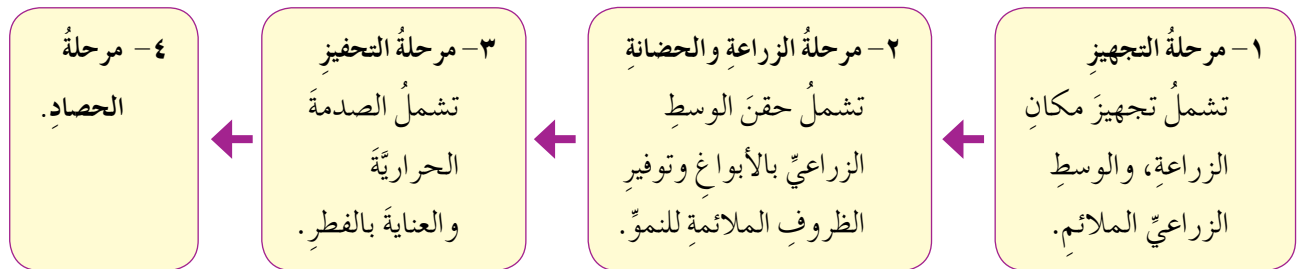 ١– مرحلةُ التجهيزِ
تشملُ تجهيزَ مكانِ
الزراعةِ، والوسطِ
الزراعيِّ الملائمِ.
٢– مرحلةُ الزراعةِ والحضانةِ
تشملُ حقنَ الوسطِ
الزراعيِّ بالأبواغِ وتوفيرِ
الظروفِ الملائمةِ للنموِّ.
٣– مرحلةُ التحفيزِ
تشملُ الصدمةَ
الحراريَّةَ
والعنايةَ بالفطرِ.
٤– مرحلةُ
الحصادِ.